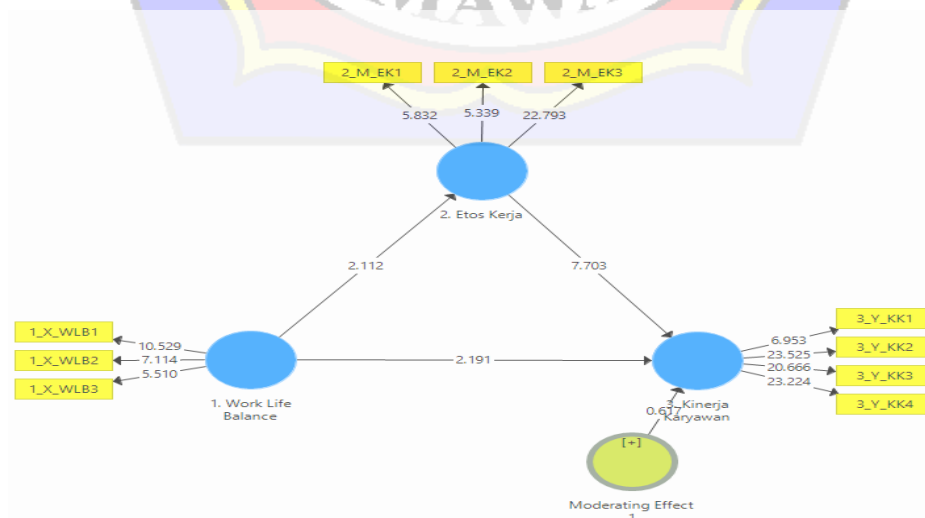 MAWA
2_M_EK1 2_M_EK2 2_M_EK3
5.832 5.339 22.793
2. Etos Kerja
2.112 7.703
1_X_WLB1
1_X_WLB2
1_X_WLB3
10.529
7.114
5.510
1. Work Life
Balance
2.191
6.953
23.525
20.666
23.224
3_Y_KK1
3_Y_KK2
3_Y_KK3
3_Y_KK4
3. Kinerja
Karyawan
0.617
[+]
Moderating Effect
1